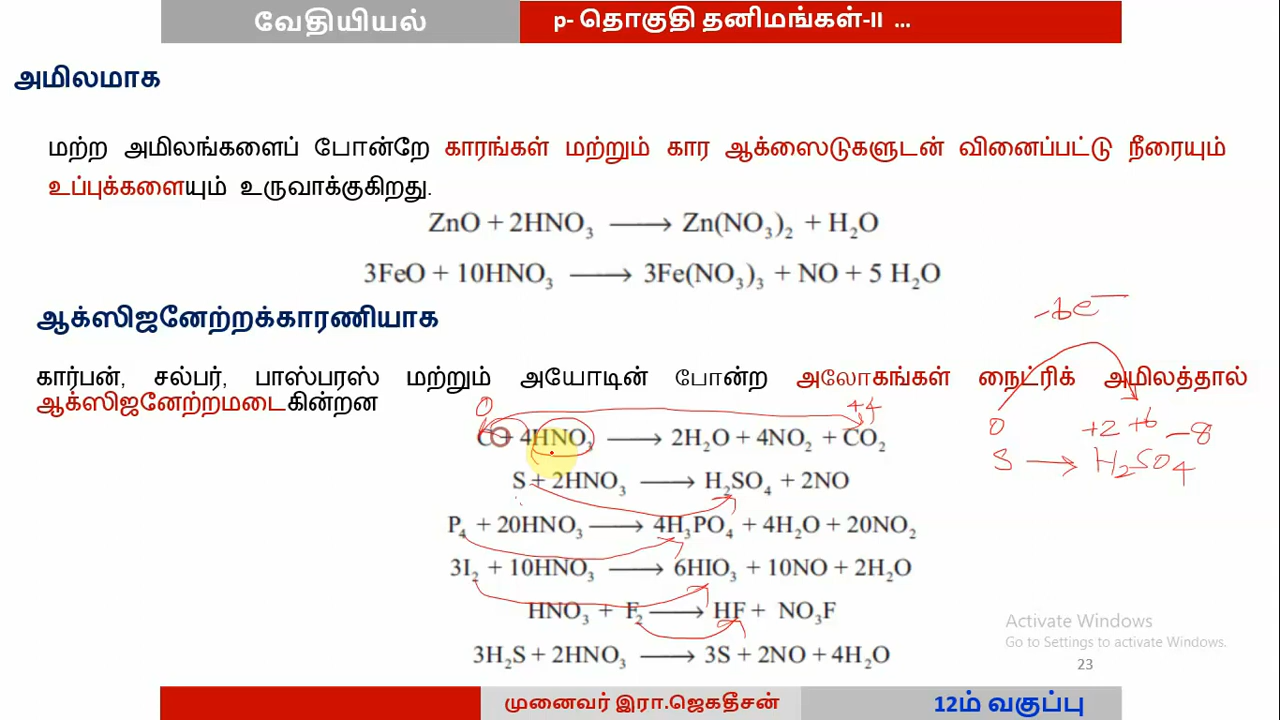 வேதியியல்
p- தொகுதி தனிமங்கள்-II ...
அமிலமாக
மற்ற அமிலங்களைப் போன்றே காரங்கள் மற்றும் கார ஆக்ஸைடுகளுடன் வினைப்பட்டு நீரையும்
உப்புக்களையும் உருவாக்குகிறது.
ZnO + 2HNO₃ ⟶ Zn(NO₃)₂ + H₂O
3FeO + 10HNO₃ ⟶ 3Fe(NO₃)₃ + NO + 5 H₂O
ஆக்ஸிஜனேற்றக்காரணியாக
-6e⁻
கார்பன், சல்பர், பாஸ்பரஸ் மற்றும் அயோடின் போன்ற அலோகங்கள் நைட்ரிக் அமிலத்தால்
ஆக்ஸிஜனேற்றமடைகின்றன
0 +4
C + 4HNO₃ ⟶ 2H₂O + 4NO₂ + CO₂
0 +2 +6 -8
S ⟶ H₂SO₄
S + 2HNO₃ ⟶ H₂SO₄ + 2NO
P₄ + 20HNO₃ ⟶ 4H₃PO₄ + 4H₂O + 20NO₂
3I₂ + 10HNO₃ ⟶ 6HIO₃ + 10NO + 2H₂O
HNO₃ + F₂ ⟶ HF + NO₃F
3H₂S + 2HNO₃ ⟶ 3S + 2NO + 4H₂O
Activate Windows
Go to Settings to activate Windows.
23
முனைவர் இரா.ஜெகதீசன்
12ம் வகுப்பு